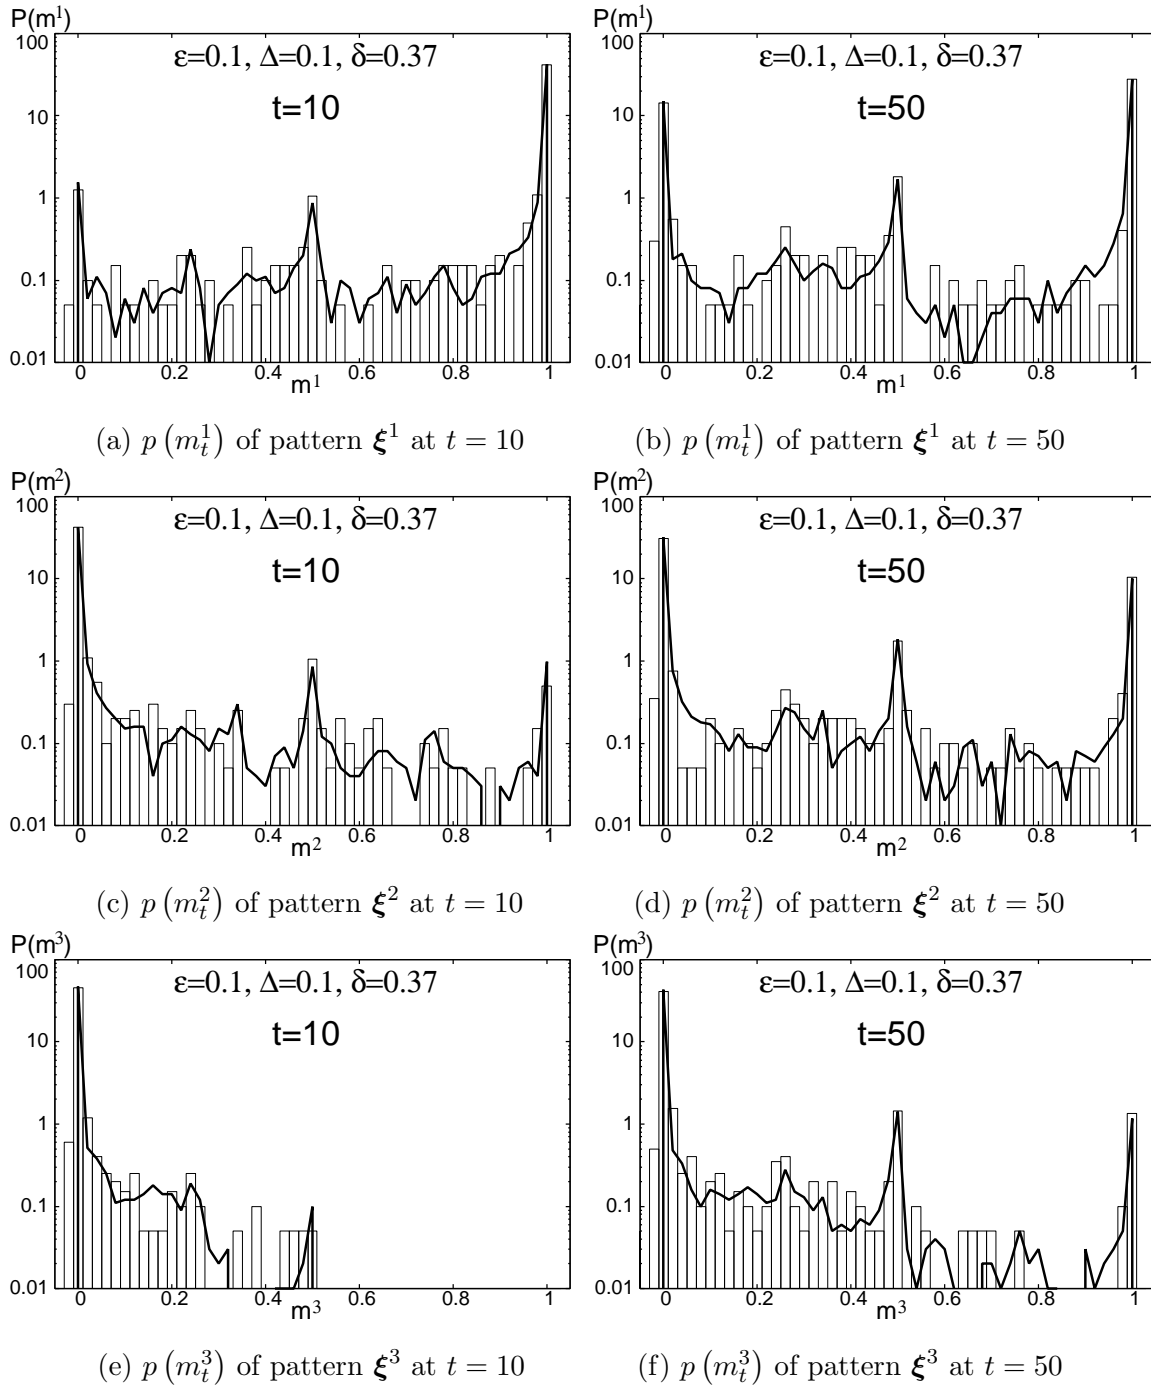 P(m¹) P(m¹)
100 100
ε=0.1, Δ=0.1, δ=0.37 ε=0.1, Δ=0.1, δ=0.37
t=10 t=50
10 10
1 1
0.1 0.1
0.01 0.01
0 0.2 0.4 0.6 0.8 1 0 0.2 0.4 0.6 0.8 1
m¹ m¹
(a) p (m¹ₜ) of pattern ξ¹ at t = 10 (b) p (m¹ₜ) of pattern ξ¹ at t = 50
P(m²) P(m²)
100 100
ε=0.1, Δ=0.1, δ=0.37 ε=0.1, Δ=0.1, δ=0.37
t=10 t=50
10 10
1 1
0.1 0.1
0.01 0.01
0 0.2 0.4 0.6 0.8 1 0 0.2 0.4 0.6 0.8 1
m² m²
(c) p (m²ₜ) of pattern ξ² at t = 10 (d) p (m²ₜ) of pattern ξ² at t = 50
P(m³) P(m³)
100 100
ε=0.1, Δ=0.1, δ=0.37 ε=0.1, Δ=0.1, δ=0.37
t=10 t=50
10 10
1 1
0.1 0.1
0.01 0.01
0 0.2 0.4 0.6 0.8 1 0 0.2 0.4 0.6 0.8 1
m³ m³
(e) p (m³ₜ) of pattern ξ³ at t = 10 (f) p (m³ₜ) of pattern ξ³ at t = 50